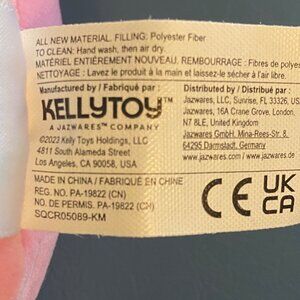 ALL NEW MATERIAL. FILLING: Polyester Fiber
TO CLEAN: Hand wash, then air dry.
MATÉRIEL ENTIÈREMENT NOUVEAU. REMBOURRAGE : Fibres de polyes
NETTOYAGE : Lavez le produit à la main et laissez-le sécher à l'air libre.
Manufactured by / Fabriqué par :
KELLYTOY™
A JAZWARES™ COMPANY
©2023 Kelly Toys Holdings, LLC
4811 South Alameda Street
Los Angeles, CA 90058, USA
Distributed by / Distribué par :
Jazwares, LLC, Sunrise, FL 33326, US
Jazwares, 16A Crane Grove, London,
N7 8LE, United Kingdom
Jazwares GmbH, Mina-Rees-Str. 8,
64295 Darmstadt, Germany
www.jazwares.com | www.jazwares.de
MADE IN CHINA / FABRIQUÉ EN CHINE
REG. NO. PA-19822 (CN)
NO. DE PERMIS. PA-19822 (CN)
SQCR05089-KM
CE
UK
CA